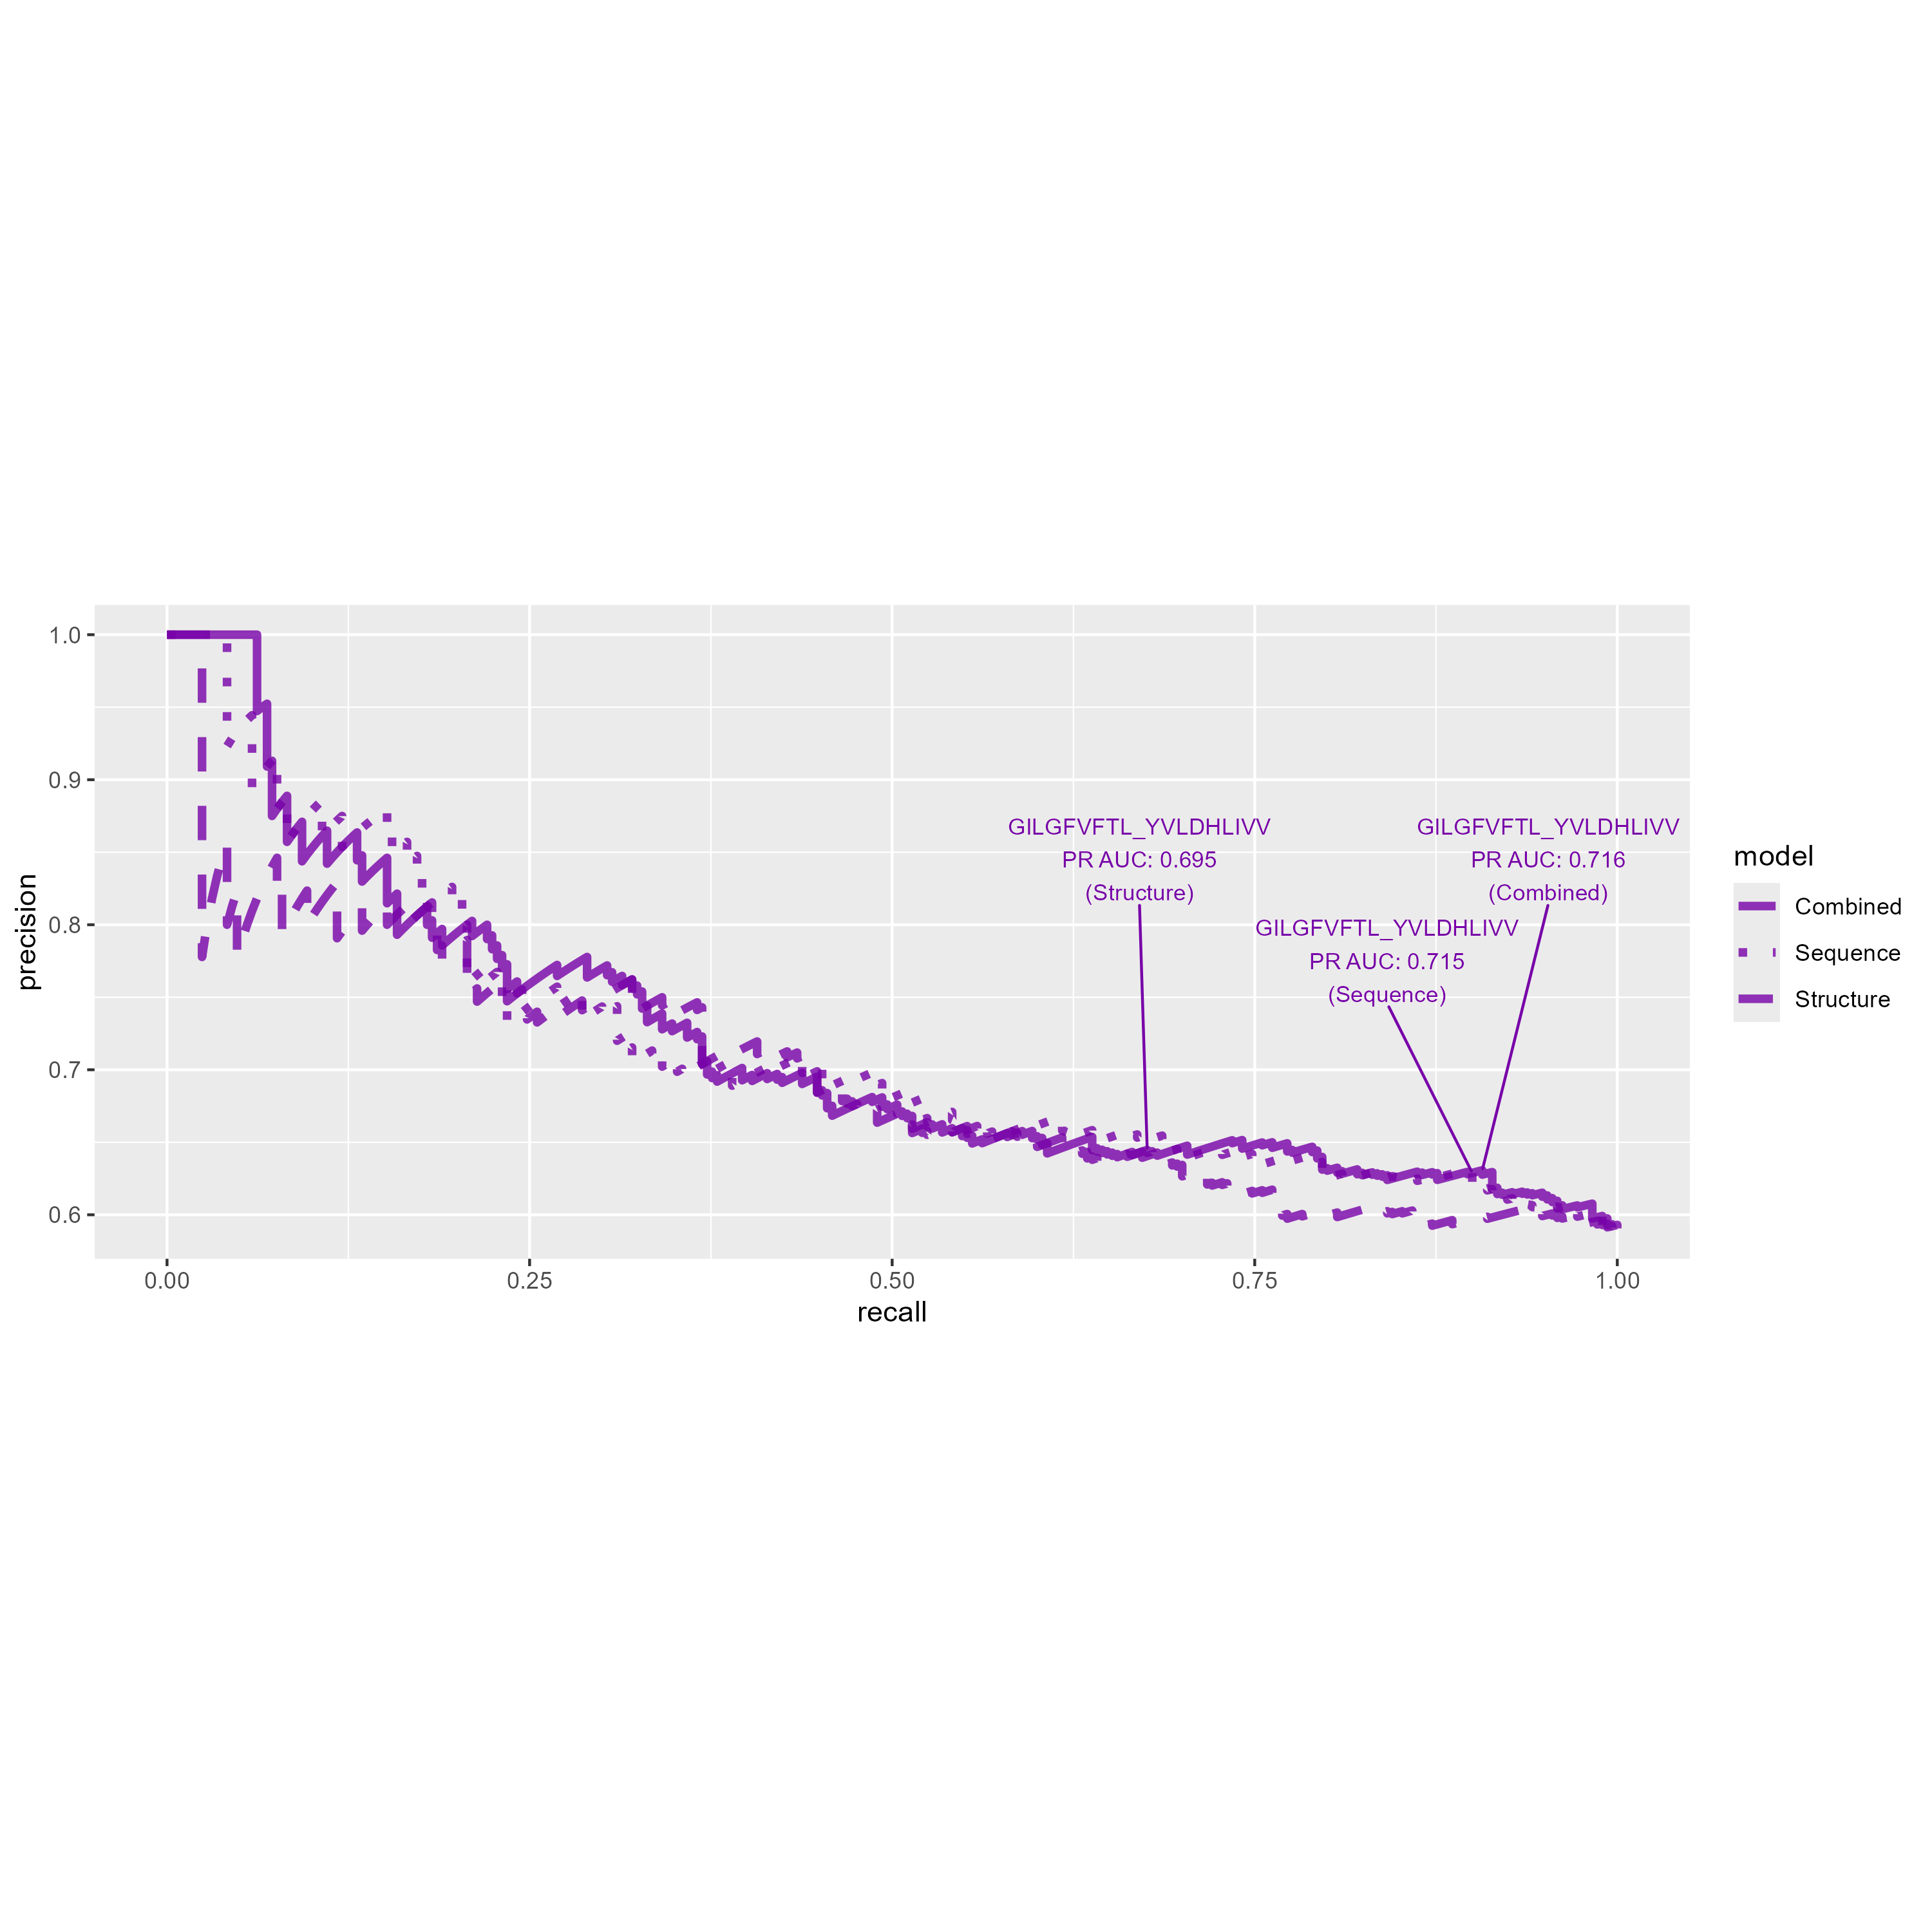 1.0
0.9
0.8
0.7
0.6
precision
0.00
0.25
0.50
0.75
1.00
recall
GILGFVFTL_YVLDHLIVV
PR AUC: 0.695
(Structure)
GILGFVFTL_YVLDHLIVV
PR AUC: 0.716
(Combined)
GILGFVFTL_YVLDHLIVV
PR AUC: 0.715
(Sequence)
model
Combined
Sequence
Structure